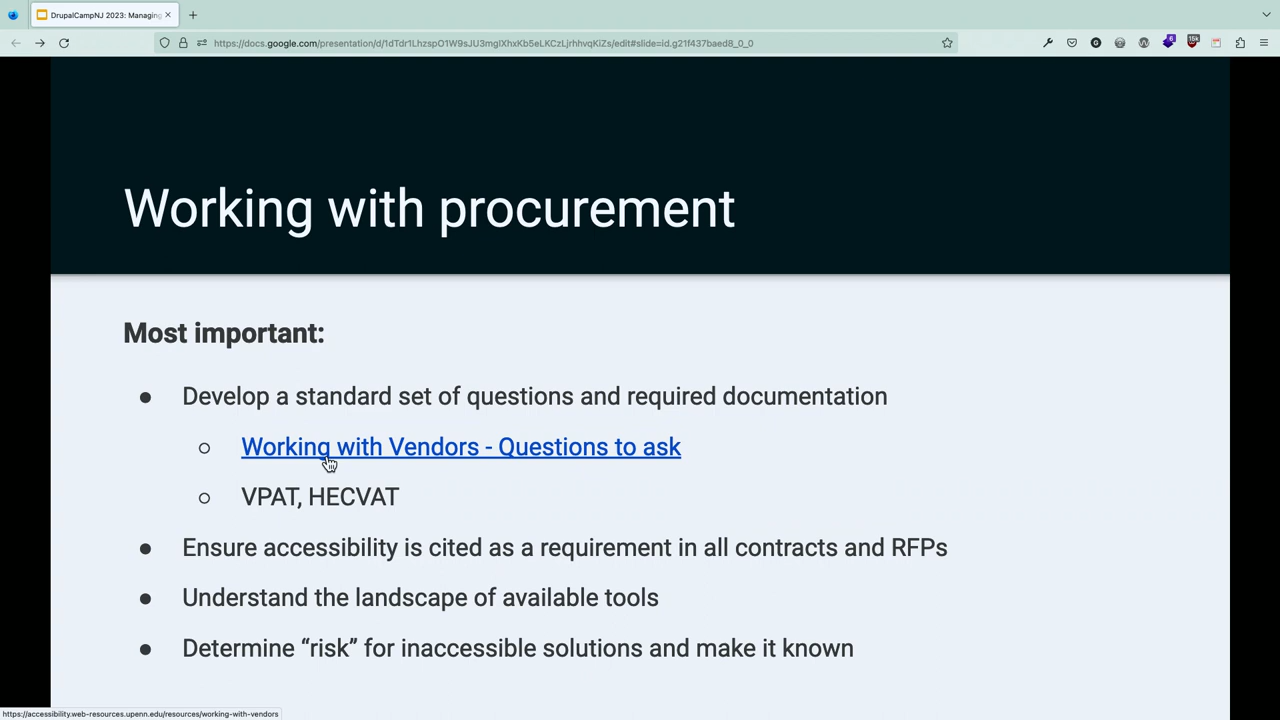 DrupalCampNJ 2023: Managing
https://docs.google.com/presentation/d/1dTdr1LhzspO1W9sJU3mglXhxKb5eLKCzLjrhhvqKiZs/edit#slide=id.g21f437baed8_0_0
6
15k
Working with procurement
Most important:
● Develop a standard set of questions and required documentation
○ Working with Vendors - Questions to ask
○ VPAT, HECVAT
● Ensure accessibility is cited as a requirement in all contracts and RFPs
● Understand the landscape of available tools
● Determine “risk” for inaccessible solutions and make it known
https://accessibility.web-resources.upenn.edu/resources/working-with-vendors